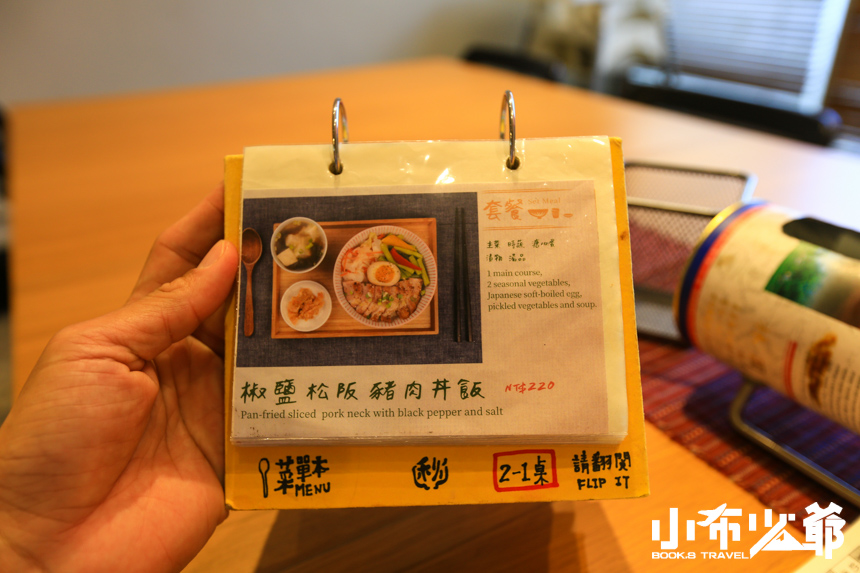 套餐 Set Meal
主菜 時蔬 唐心蛋
漬物 湯品
1 main course,
2 seasonal vegetables,
Japanese soft-boiled egg,
pickled vegetables and soup.
椒鹽松阪豬肉丼飯 NT$220
Pan-fried sliced pork neck with black pepper and salt
菜單本
MENU
秒
2-1桌
請翻閱
FLIP IT
小布少爺
BOOK.B TRAVEL